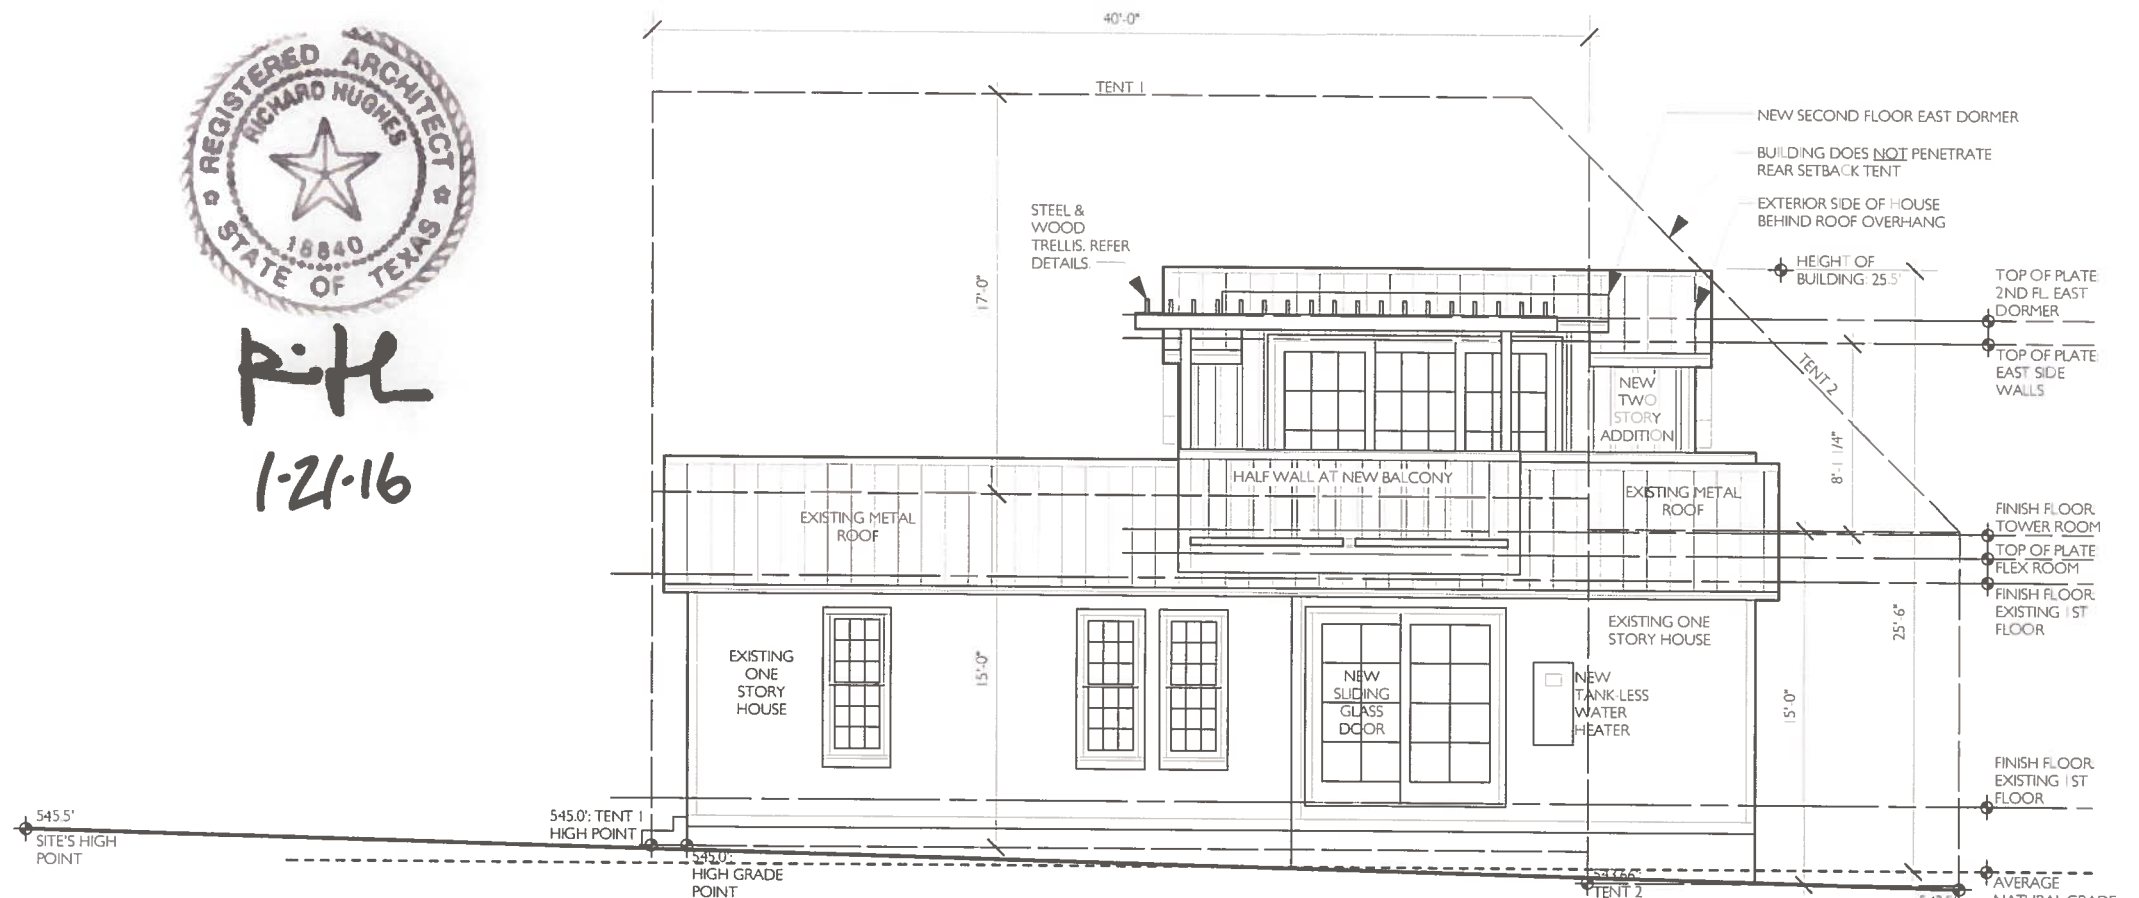 40'-0"
REGISTERED ARCHITECT
RICHARD HUGHES
18840
STATE OF TEXAS
1-21-16
TENT 1
NEW SECOND FLOOR EAST DORMER
BUILDING DOES NOT PENETRATE
REAR SETBACK TENT
EXTERIOR SIDE OF HOUSE
BEHIND ROOF OVERHANG
STEEL &
WOOD
TRELLIS. REFER
DETAILS.
HEIGHT OF
BUILDING: 25.5'
TOP OF PLATE
2ND FL. EAST
DORMER
17'-0"
TOP OF PLATE
EAST SIDE
WALLS
TENT 2
NEW
TWO
STORY
ADDITION
8'-1 1/4"
HALF WALL AT NEW BALCONY
EXISTING METAL
ROOF
EXISTING METAL
ROOF
FINISH FLOOR
TOWER ROOM
TOP OF PLATE
FLEX ROOM
FINISH FLOOR
EXISTING 1ST
FLOOR
25'-6"
EXISTING ONE
STORY HOUSE
EXISTING
ONE
STORY
HOUSE
15'-0"
NEW
SLIDING
GLASS
DOOR
NEW
TANK-LESS
WATER
HEATER
15'-0"
FINISH FLOOR
EXISTING 1ST
FLOOR
545.5'
SITE'S HIGH
POINT
545.0': TENT 1
HIGH POINT
545.0':
HIGH GRADE
POINT
543.66':
TENT 2
AVERAGE
NATURAL GRADE